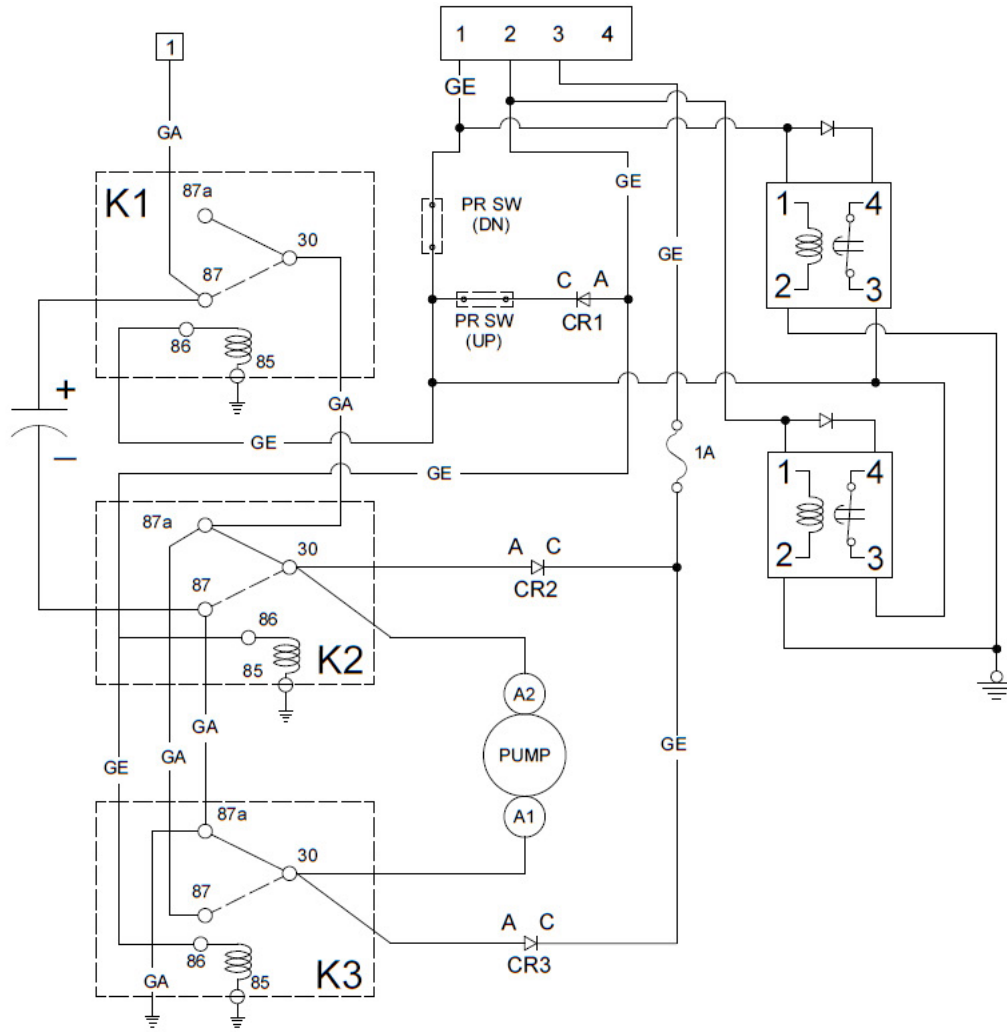 1 2 3 4
1
GE
GA
87a
K1
30
87
86
85
PR SW
(DN)
GE
GE
C A
CR1
PR SW
(UP)
1 4
2 3
+
–
GA
GE
GE
1A
1 4
2 3
87a
30
87
86
85
K2
A C
CR2
A2
PUMP
A1
GA
GA
GE
GE
87a
30
87
86
85
K3
GA
A C
CR3